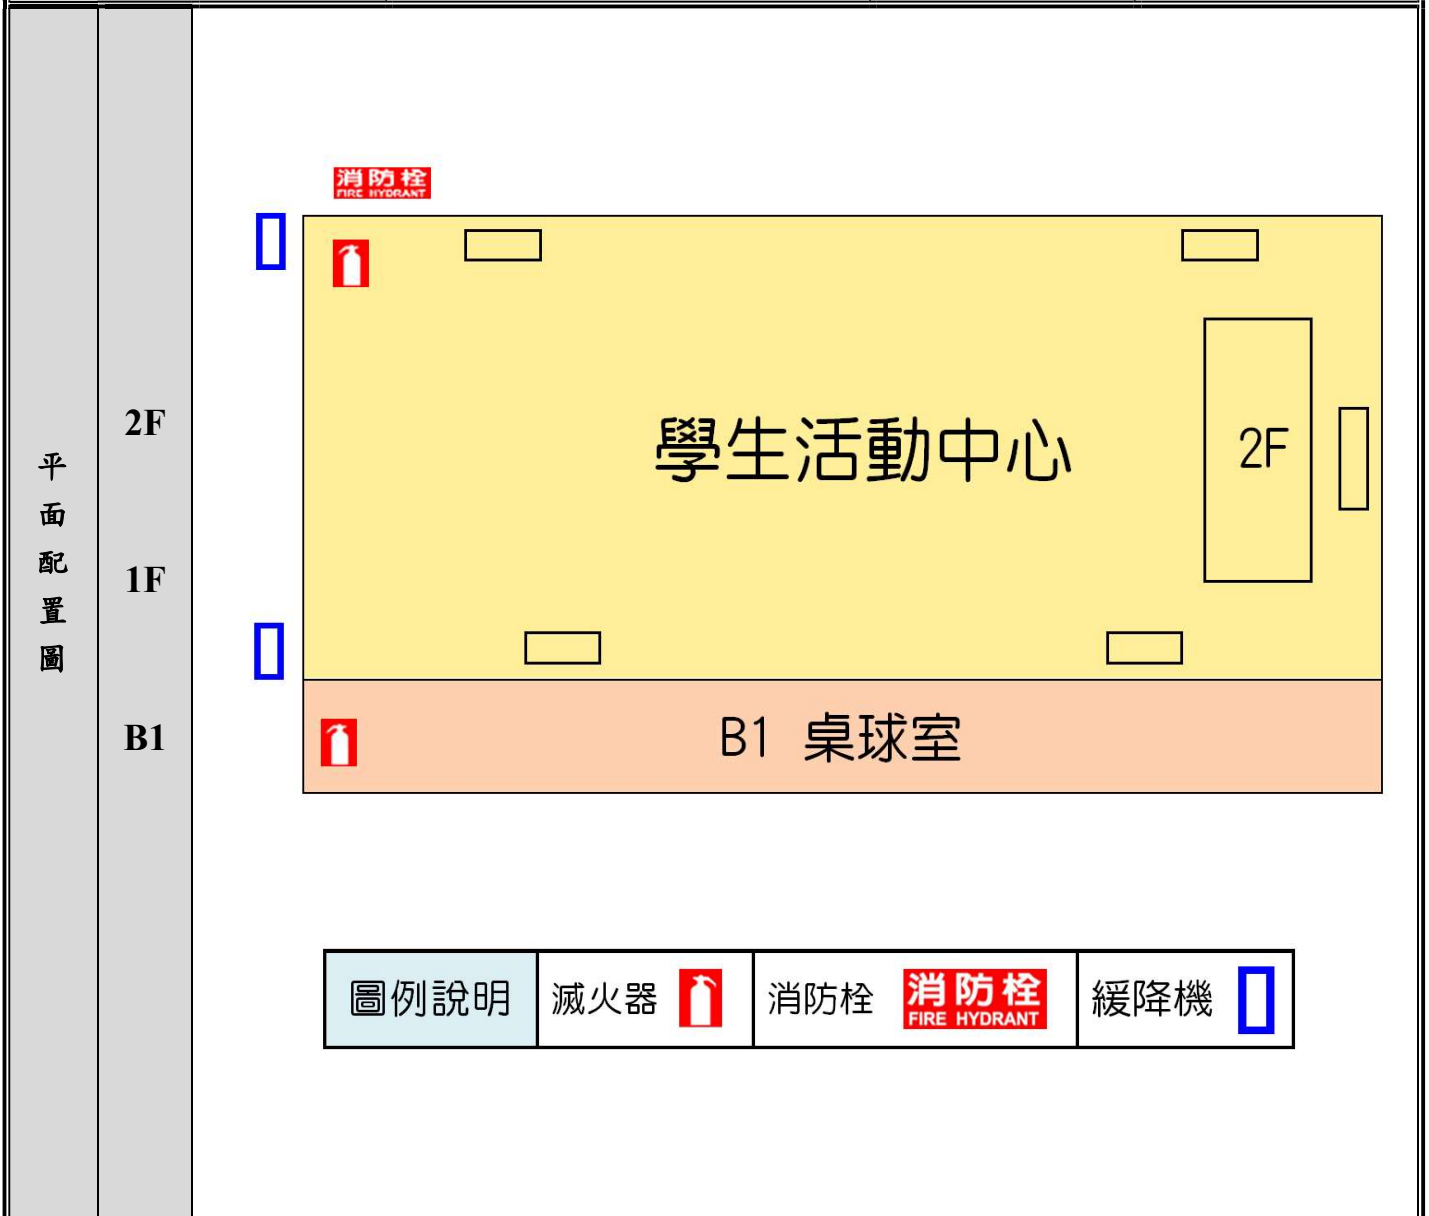 平
面
配
置
圖
2F
1F
B1
消防栓
FIRE HYDRANT
學生活動中心
2F
B1 桌球室
圖例說明
滅火器
消防栓
消防栓
FIRE HYDRANT
緩降機